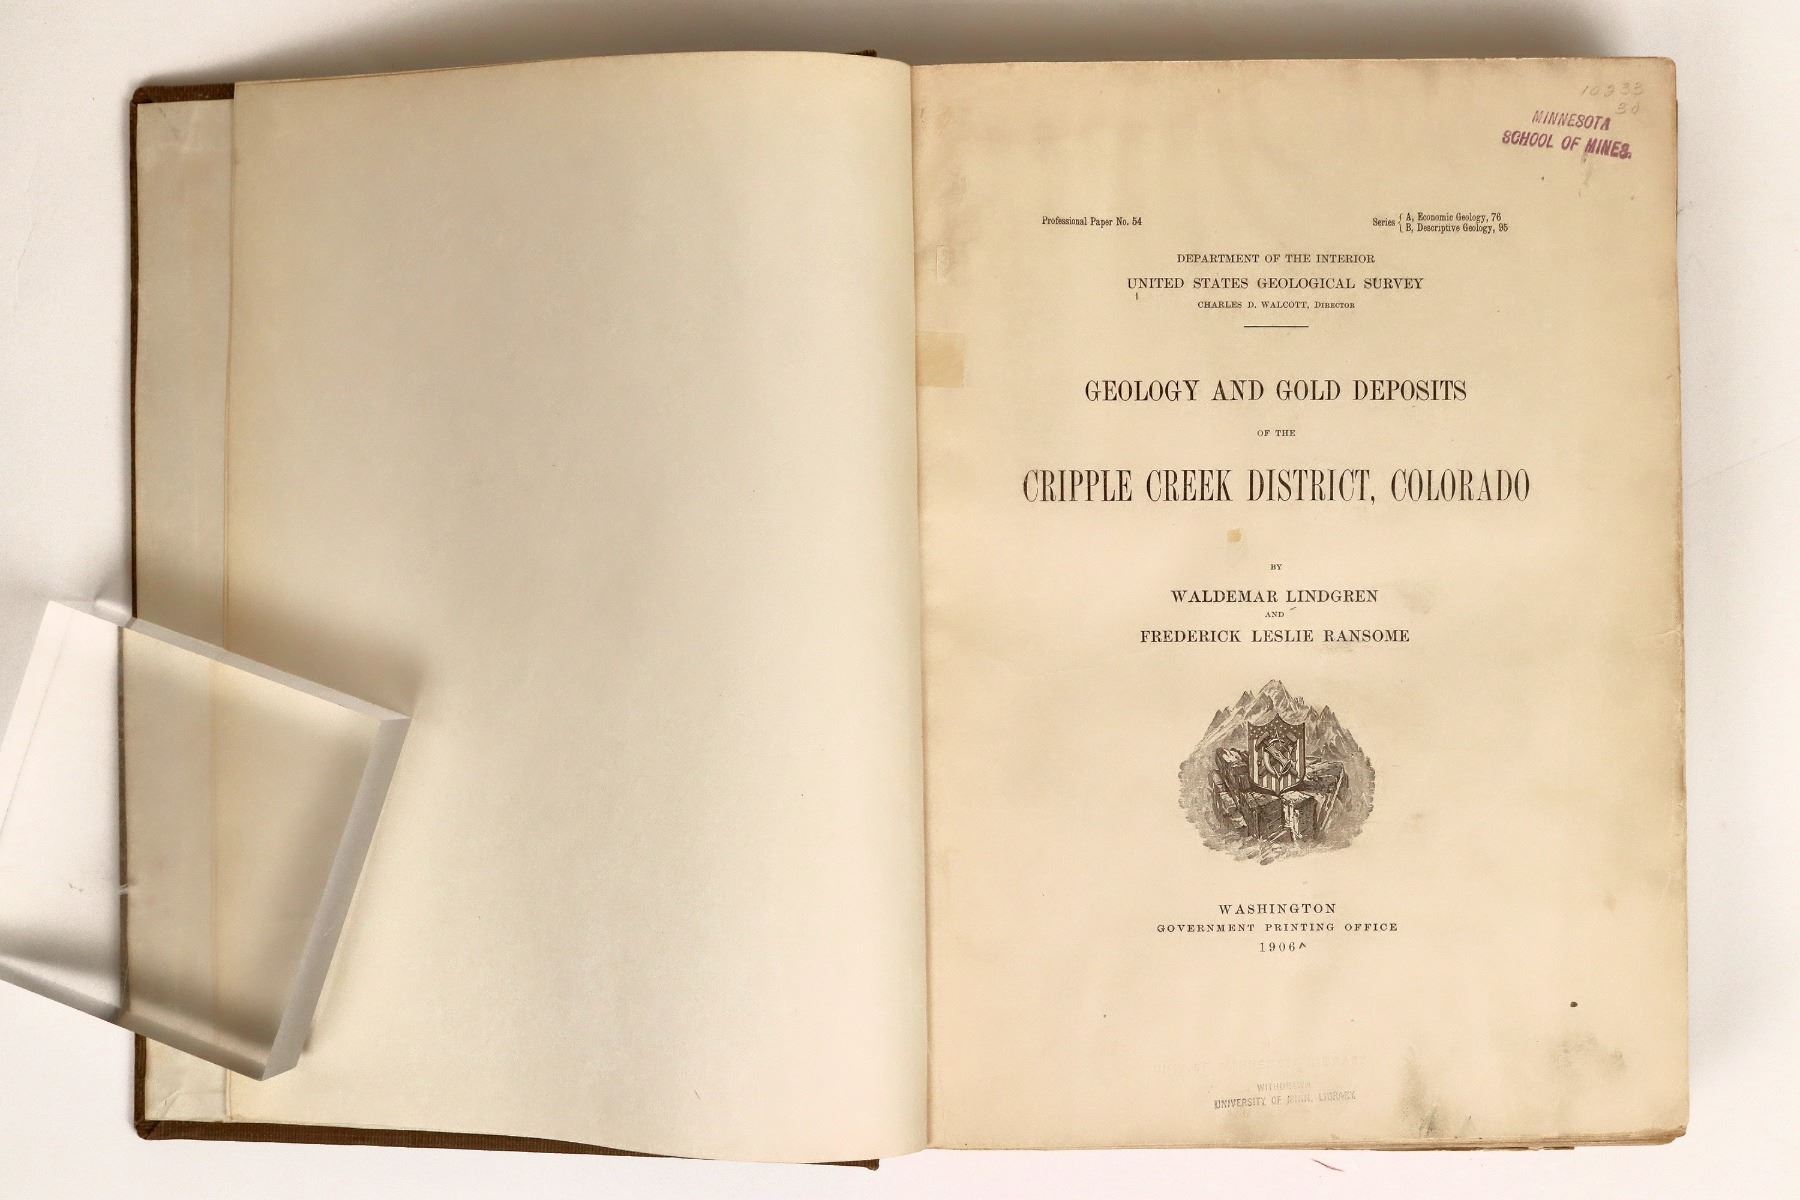 MINNESOTA
SCHOOL OF MINES.
Professional Paper No. 54
Series { A, Economic Geology, 76
B, Descriptive Geology, 95
DEPARTMENT OF THE INTERIOR
UNITED STATES GEOLOGICAL SURVEY
CHARLES D. WALCOTT, DIRECTOR
GEOLOGY AND GOLD DEPOSITS
OF THE
CRIPPLE CREEK DISTRICT, COLORADO
BY
WALDEMAR LINDGREN
AND
FREDERICK LESLIE RANSOME
WASHINGTON
GOVERNMENT PRINTING OFFICE
1906
WITHDRAWN
UNIVERSITY OF MINN. LIBRARY